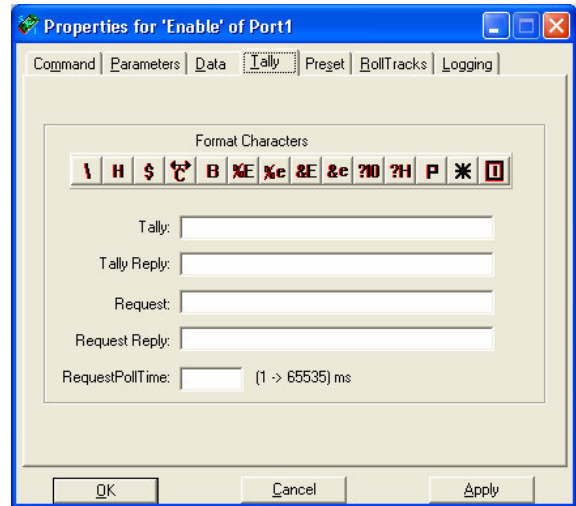 Properties for 'Enable' of Port1
Command Parameters Data Tally Preset RollTracks Logging
Format Characters
\ H $ C B %E %e &E &e ?10 ?H P * I
Tally:
Tally Reply:
Request:
Request Reply:
RequestPollTime: (1 -> 65535) ms
OK Cancel Apply